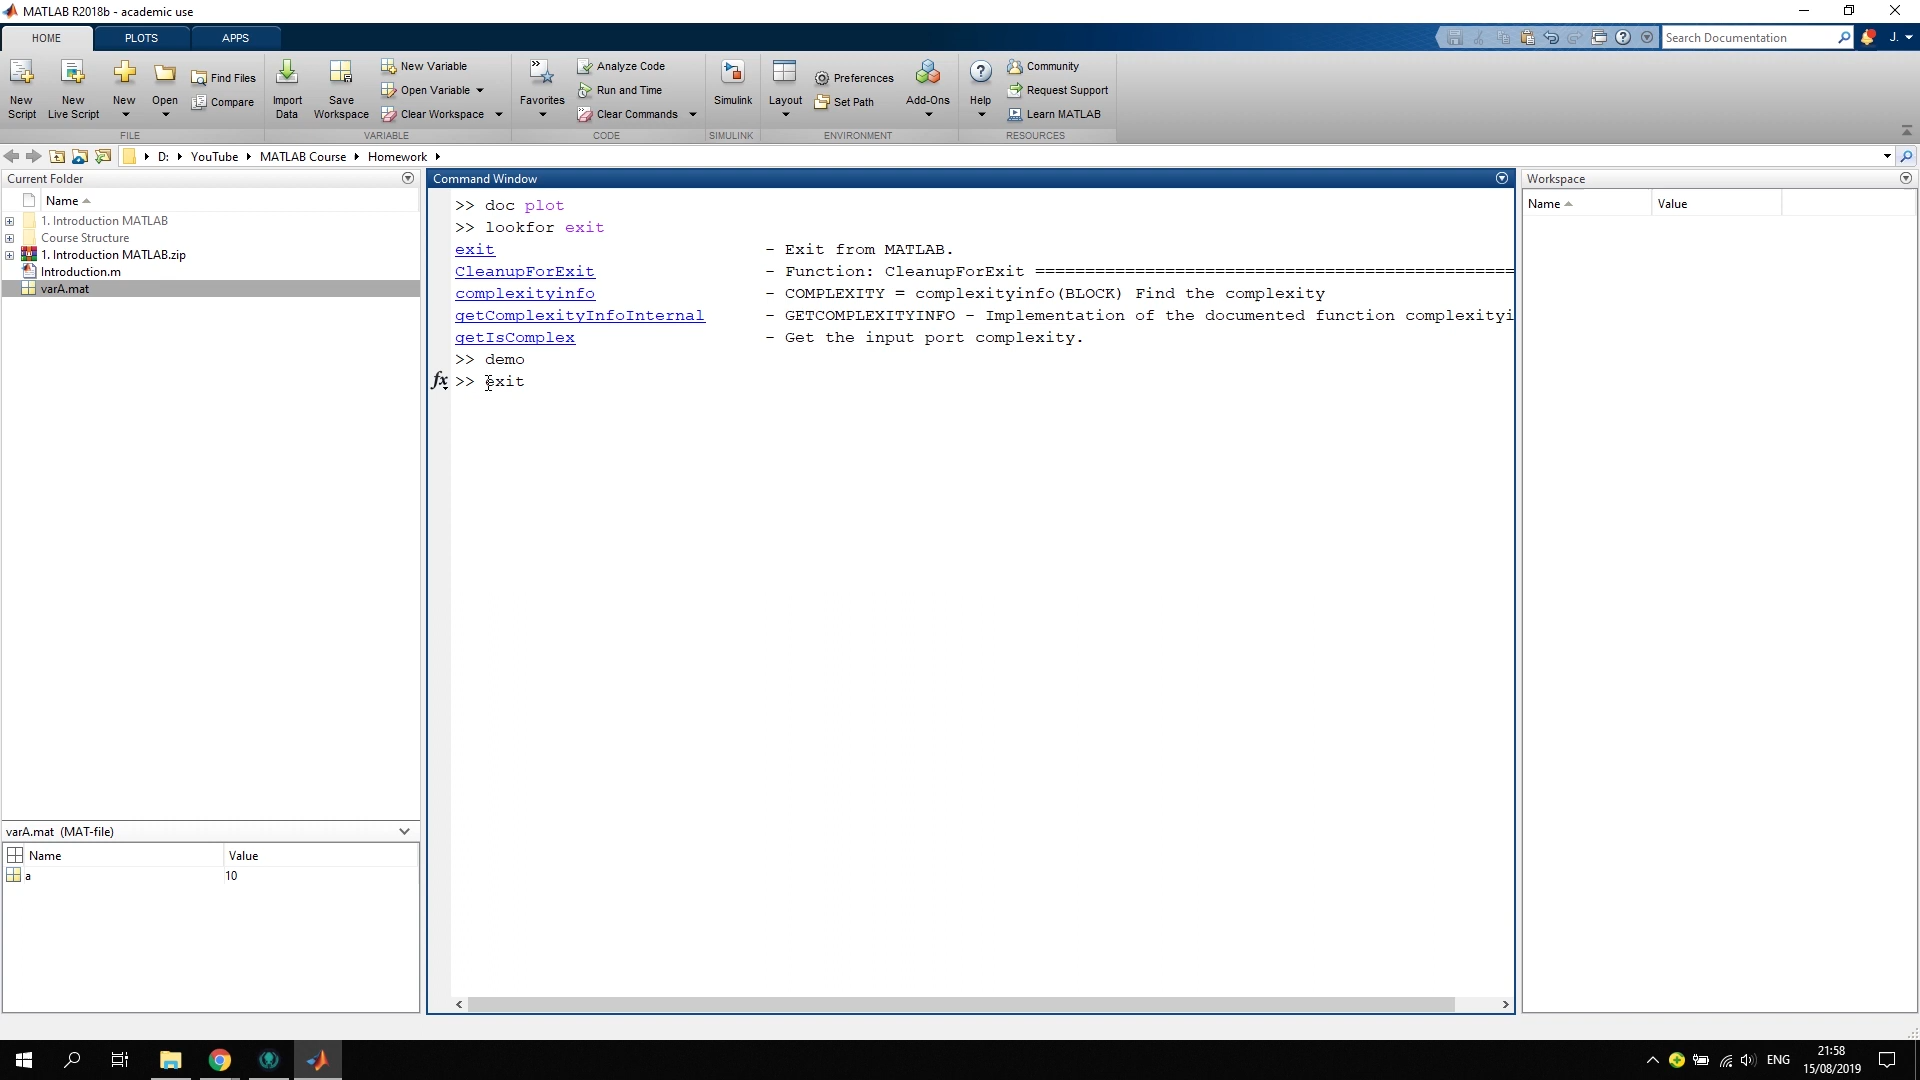 MATLAB R2018b - academic use
HOME PLOTS APPS
Search Documentation
J.
New Script
New Live Script
New
Open
Find Files
Compare
FILE
Import Data
Save Workspace
New Variable
Open Variable
Clear Workspace
VARIABLE
Favorites
Analyze Code
Run and Time
Clear Commands
CODE
Simulink
SIMULINK
Layout
Preferences
Set Path
Add-Ons
ENVIRONMENT
Help
Community
Request Support
Learn MATLAB
RESOURCES
D: YouTube MATLAB Course Homework
Current Folder
Name
1. Introduction MATLAB
Course Structure
1. Introduction MATLAB.zip
Introduction.m
varA.mat
varA.mat (MAT-file)
Name Value
a 10
Command Window
>> doc plot
>> lookfor exit
exit - Exit from MATLAB.
CleanupForExit - Function: CleanupForExit ================================================
complexityinfo - COMPLEXITY = complexityinfo(BLOCK) Find the complexity
getComplexityInfoInternal - GETCOMPLEXITYINFO - Implementation of the documented function complexityi
getIsComplex - Get the input port complexity.
>> demo
fx >> exit
Workspace
Name Value
ENG
21:58
15/08/2019